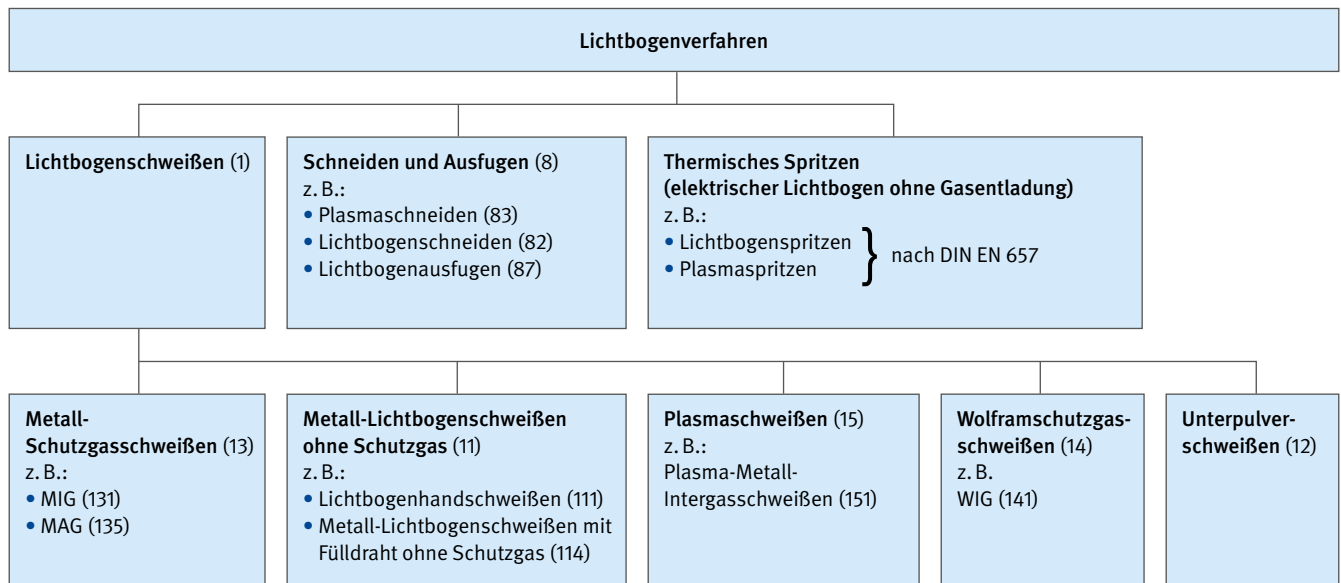 Lichtbogenverfahren
Lichtbogenschweißen (1)
Schneiden und Ausfugen (8)
z. B.:
• Plasmaschneiden (83)
• Lichtbogenschneiden (82)
• Lichtbogenausfugen (87)
Thermisches Spritzen
(elektrischer Lichtbogen ohne Gasentladung)
z. B.:
• Lichtbogenspritzen
• Plasmaspritzen
} nach DIN EN 657
Metall-
Schutzgasschweißen (13)
z. B.:
• MIG (131)
• MAG (135)
Metall-Lichtbogenschweißen
ohne Schutzgas (11)
z. B.:
• Lichtbogenhandschweißen (111)
• Metall-Lichtbogenschweißen mit
Fülldraht ohne Schutzgas (114)
Plasmaschweißen (15)
z. B.:
Plasma-Metall-
Intergasschweißen (151)
Wolframschutzgas-
schweißen (14)
z. B.
WIG (141)
Unterpulver-
schweißen (12)